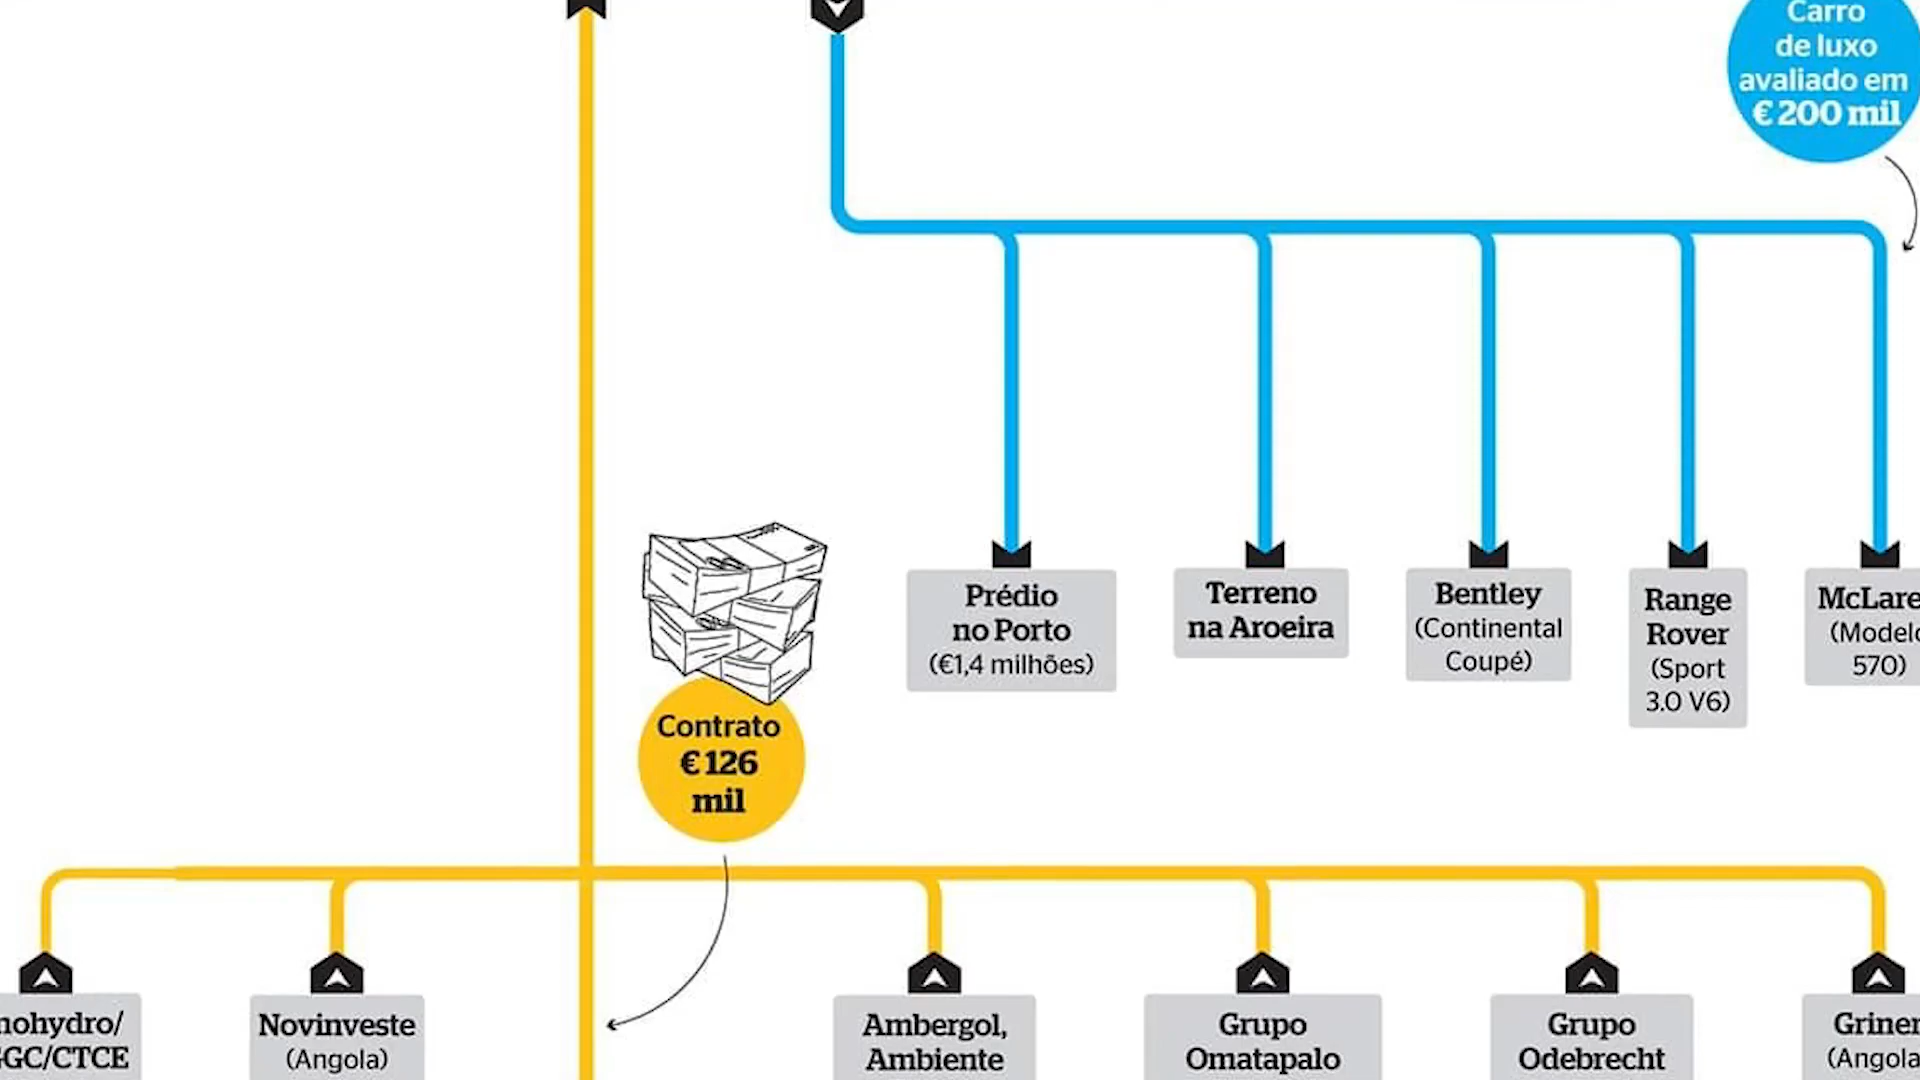 Carro
de luxo
avaliado em
€ 200 mil
Prédio
no Porto
(€1,4 milhões)
Terreno
na Aroeira
Bentley
(Continental
Coupé)
Range
Rover
(Sport
3.0 V6)
McLare
(Modelo
570)
Contrato
€ 126
mil
nohydro/
GGC/CTCE
Novinveste
(Angola)
Ambergol,
Ambiente
Grupo
Omatapalo
Grupo
Odebrecht
Griner
(Angola